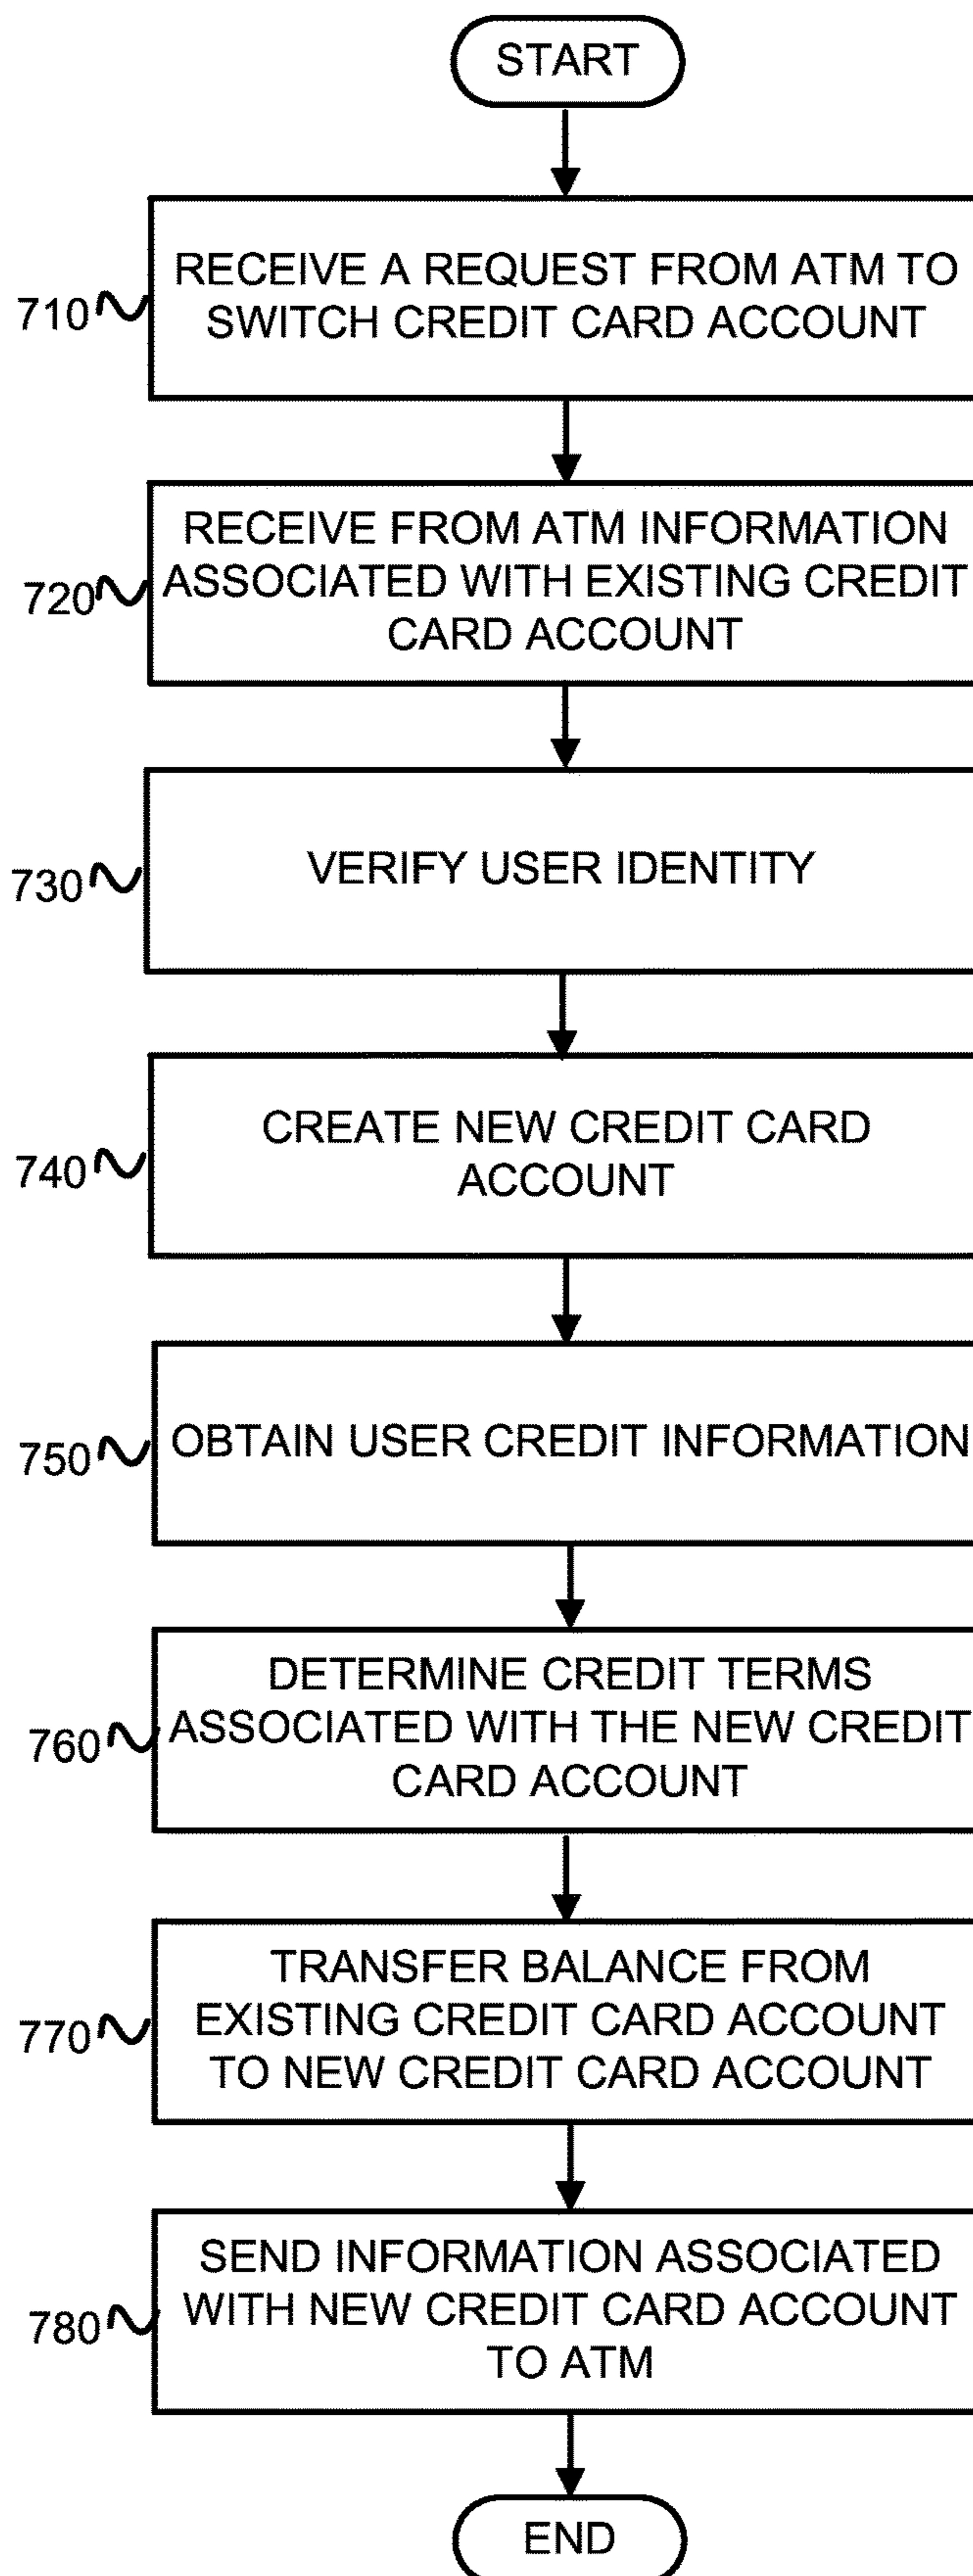 START
710
RECEIVE A REQUEST FROM ATM TO
SWITCH CREDIT CARD ACCOUNT
720
RECEIVE FROM ATM INFORMATION
ASSOCIATED WITH EXISTING CREDIT
CARD ACCOUNT
730
VERIFY USER IDENTITY
740
CREATE NEW CREDIT CARD
ACCOUNT
750
OBTAIN USER CREDIT INFORMATION
760
DETERMINE CREDIT TERMS
ASSOCIATED WITH THE NEW CREDIT
CARD ACCOUNT
770
TRANSFER BALANCE FROM
EXISTING CREDIT CARD ACCOUNT
TO NEW CREDIT CARD ACCOUNT
780
SEND INFORMATION ASSOCIATED
WITH NEW CREDIT CARD ACCOUNT
TO ATM
END